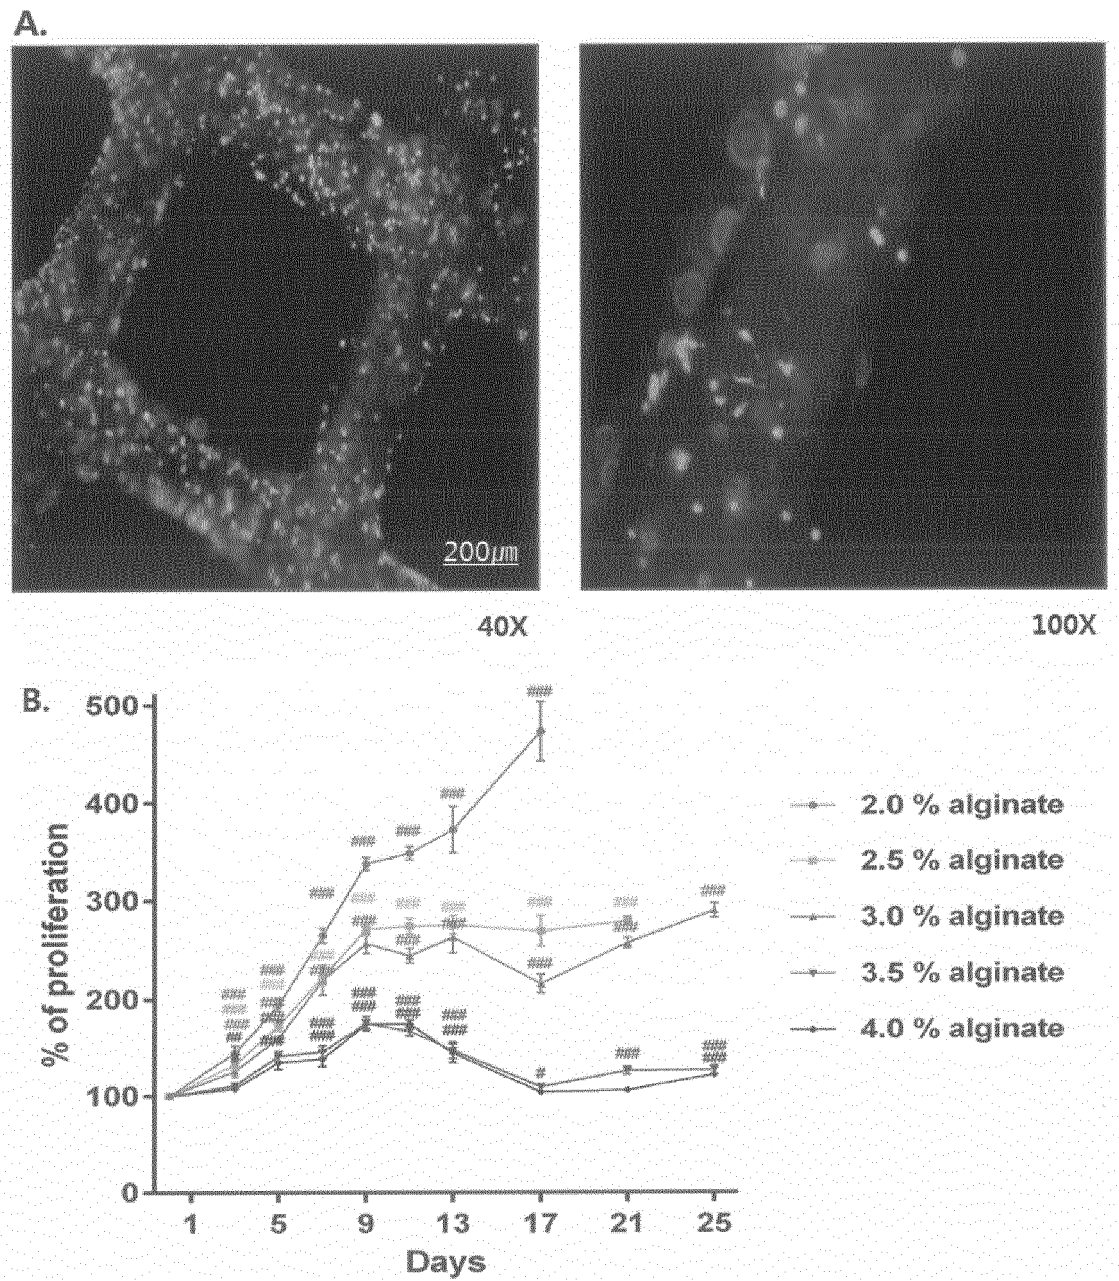 A.
200µm
40X
100X
B.
% of proliferation
500
400
300
200
100
0
1 5 9 13 17 21 25
Days
2.0 % alginate
2.5 % alginate
3.0 % alginate
3.5 % alginate
4.0 % alginate
###
###
###
###
###
###
###
###
###
###
#
###